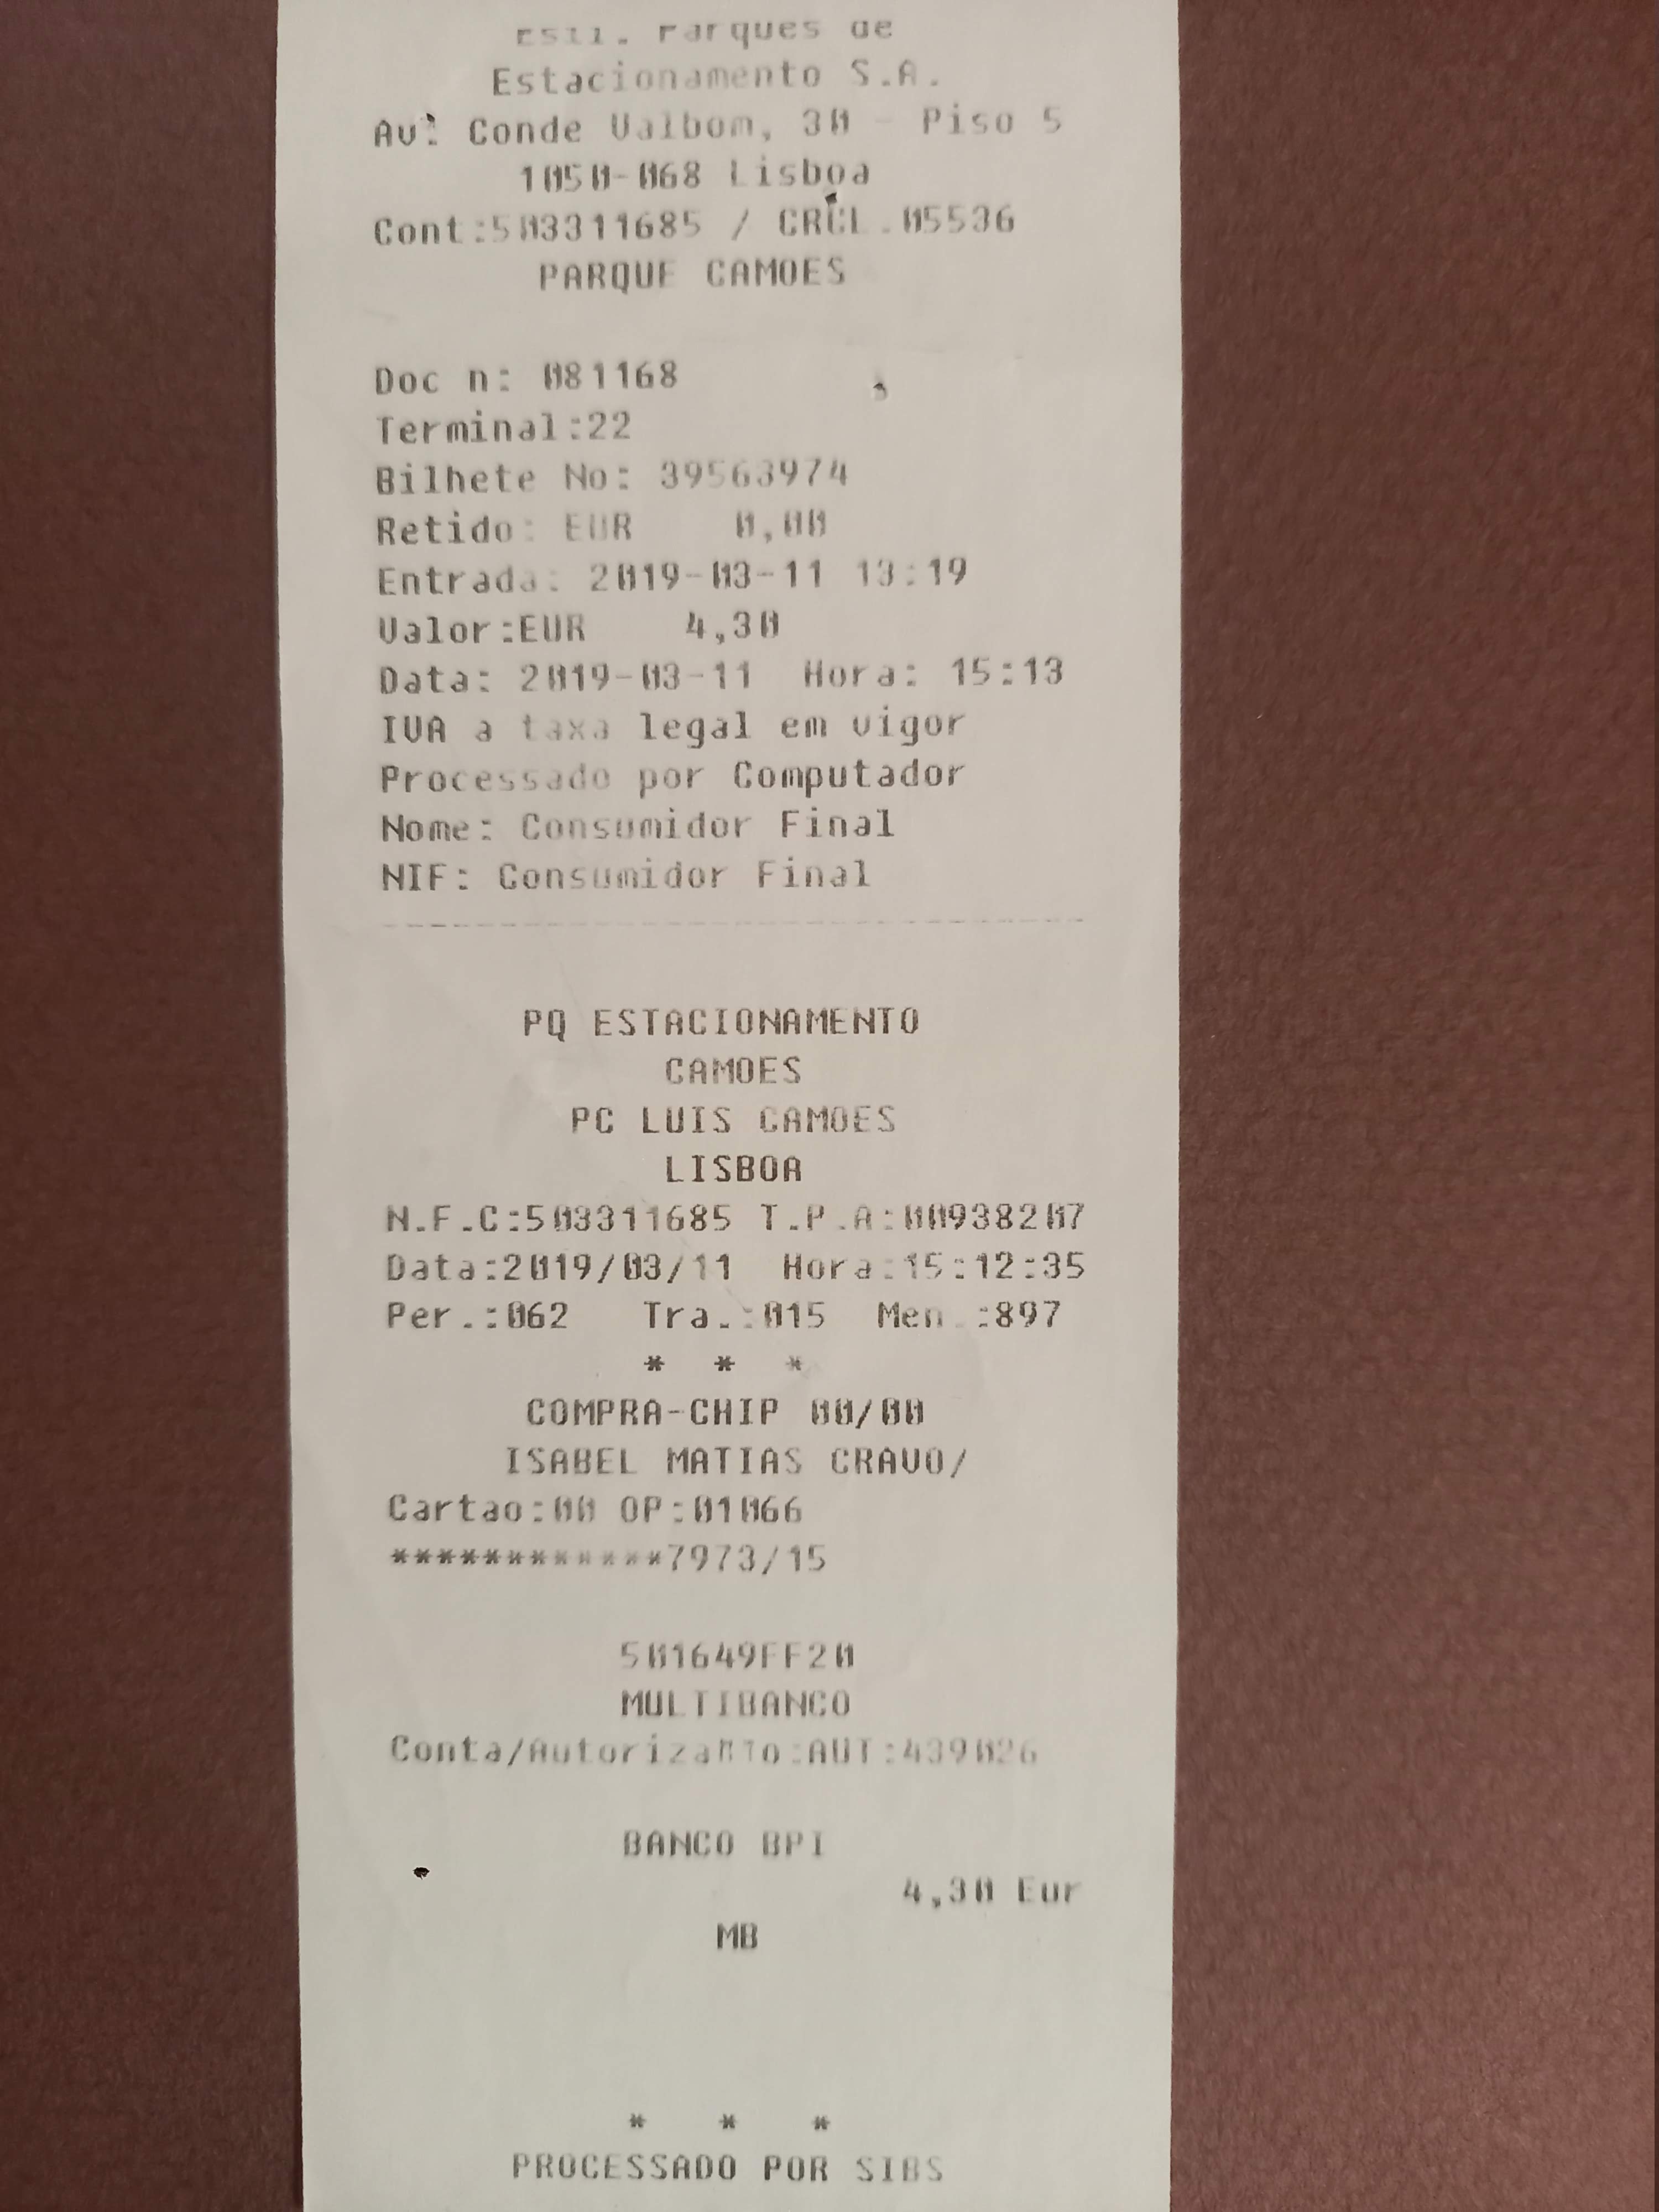 Parques de
Estacionamento S.A.
Av. Conde Valbom, 30 - Piso 5
1050-068 Lisboa
Cont:503311685 / CRCL.05536
PARQUE CAMOES
Doc n: 081168
Terminal:22
Bilhete No: 39563974
Retido: EUR 0,00
Entrada: 2019-03-11 13:19
Valor:EUR 4,30
Data: 2019-03-11 Hora: 15:13
IVA a taxa legal em vigor
Processado por Computador
Nome: Consumidor Final
NIF: Consumidor Final
------------------------------
PQ ESTACIONAMENTO
CAMOES
PC LUIS CAMOES
LISBOA
N.F.C:503311685 T.P.A:00938207
Data:2019/03/11 Hora:15:12:35
Per.:062 Tra.:015 Men.:897
* * *
COMPRA-CHIP 00/00
ISABEL MATIAS CRAVO/
Cartao:00 OP:01066
************7973/15
501649FF20
MULTIBANCO
AUT:439026
BANCO BPI
4,30 Eur
MB
* * *
PROCESSADO POR SIBS